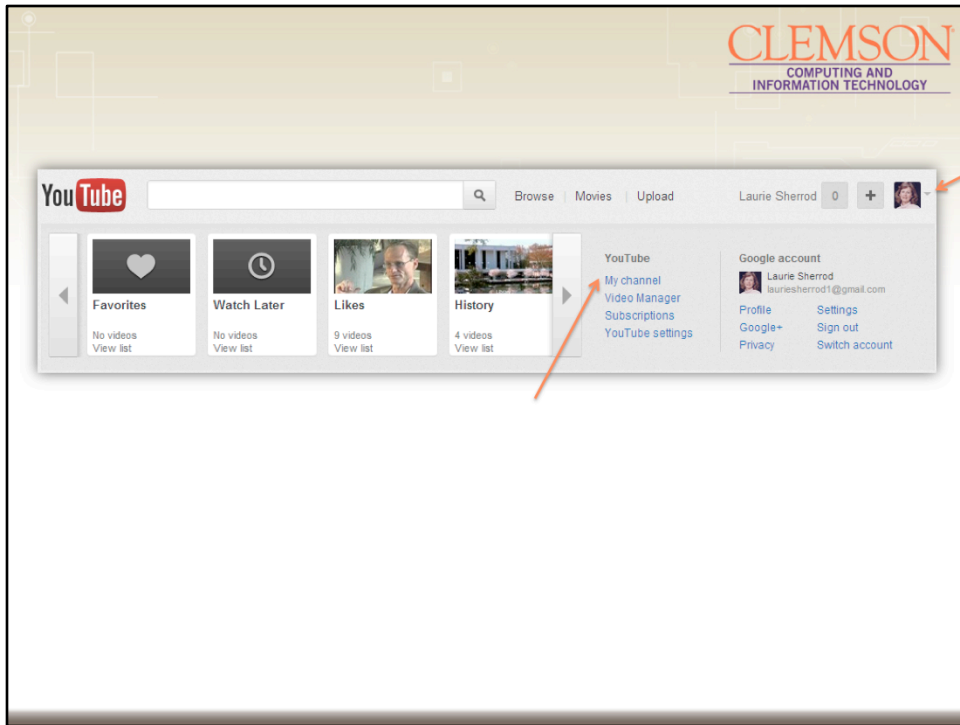 CLEMSON
COMPUTING AND
INFORMATION TECHNOLOGY
YouTube
Browse | Movies | Upload
Laurie Sherrod 0 +
Favorites
No videos
View list
Watch Later
No videos
View list
Likes
9 videos
View list
History
4 videos
View list
YouTube
My channel
Video Manager
Subscriptions
YouTube settings
Google account
Laurie Sherrod
lauriesherrod1@gmail.com
Profile Settings
Google+ Sign out
Privacy Switch account